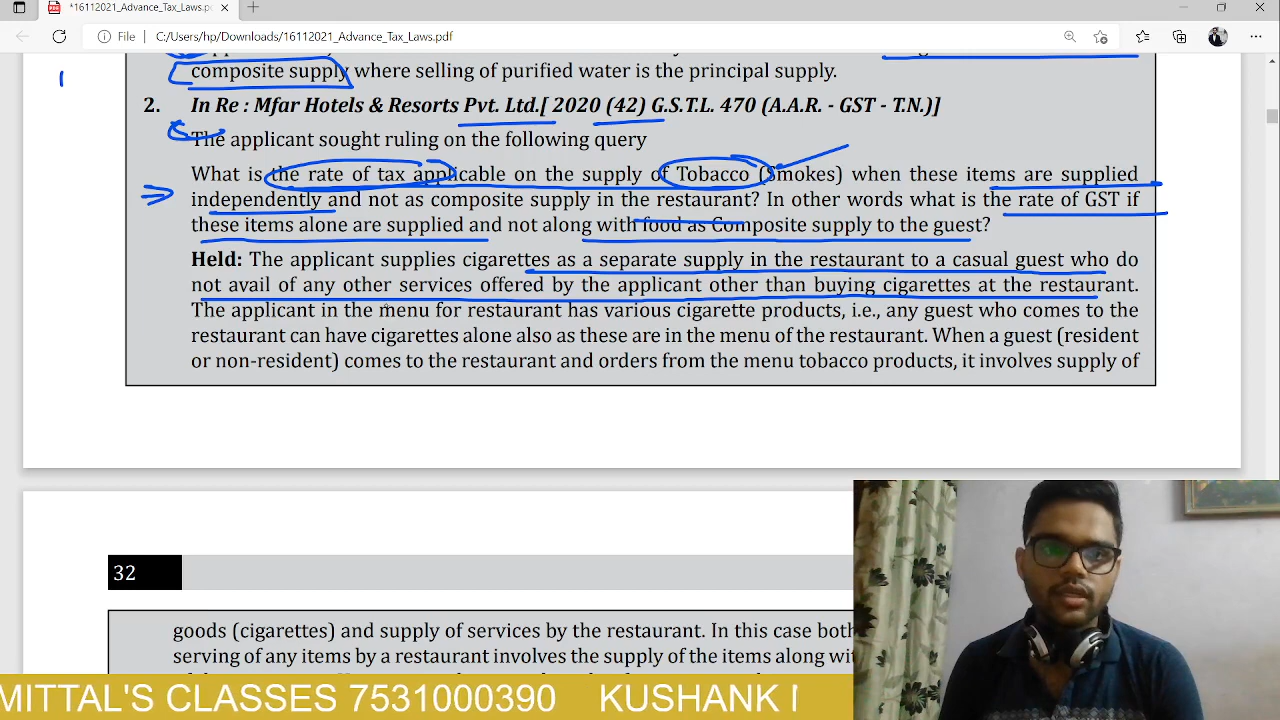 *16112021_Advance_Tax_Laws.pc
File
C:/Users/hp/Downloads/16112021_Advance_Tax_Laws.pdf
composite supply where selling of purified water is the principal supply.
2. In Re : Mfar Hotels & Resorts Pvt. Ltd.[ 2020 (42) G.S.T.L. 470 (A.A.R. - GST - T.N.)]
The applicant sought ruling on the following query
What is the rate of tax applicable on the supply of Tobacco (Smokes) when these items are supplied
independently and not as composite supply in the restaurant? In other words what is the rate of GST if
these items alone are supplied and not along with food as Composite supply to the guest?
Held: The applicant supplies cigarettes as a separate supply in the restaurant to a casual guest who do
not avail of any other services offered by the applicant other than buying cigarettes at the restaurant.
The applicant in the menu for restaurant has various cigarette products, i.e., any guest who comes to the
restaurant can have cigarettes alone also as these are in the menu of the restaurant. When a guest (resident
or non-resident) comes to the restaurant and orders from the menu tobacco products, it involves supply of
32
goods (cigarettes) and supply of services by the restaurant. In this case both
serving of any items by a restaurant involves the supply of the items along
MITTAL'S CLASSES 7531000390 KUSHANK